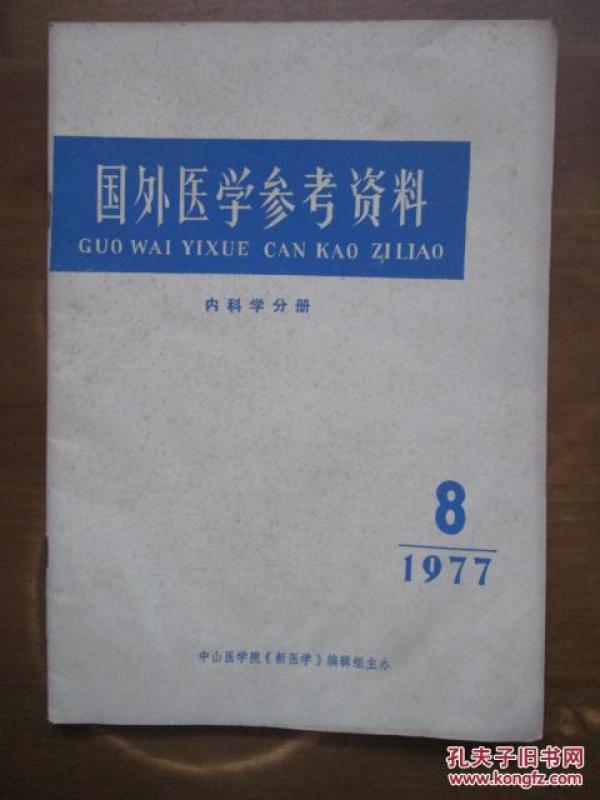 国外医学参考资料
GUO WAI YIXUE CAN KAO ZILIAO
内科学分册
8
1977
中山医学院《新医学》编辑组主办
孔夫子旧书网
www.kongfz.com